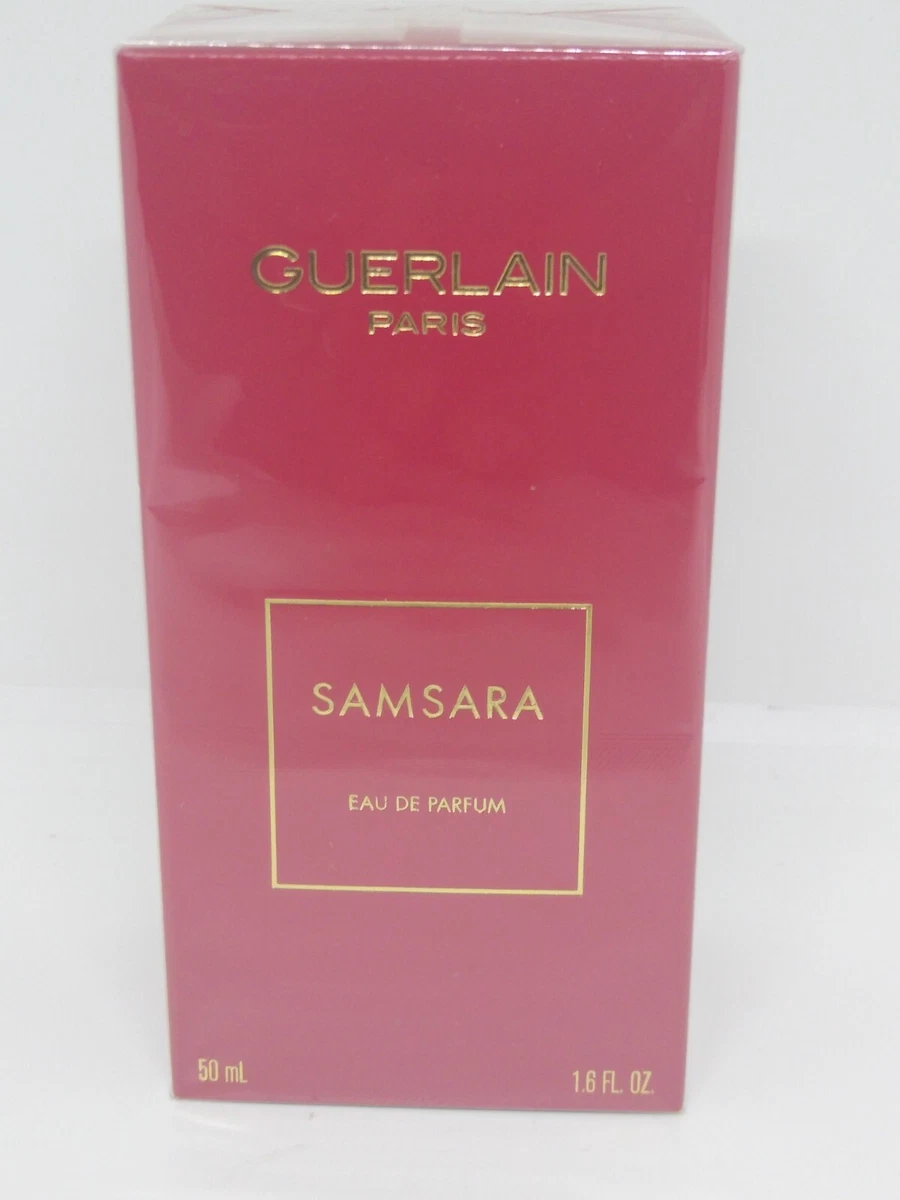 GUERLAIN
PARIS
SAMSARA
EAU DE PARFUM
50 mL
1.6 FL. OZ.